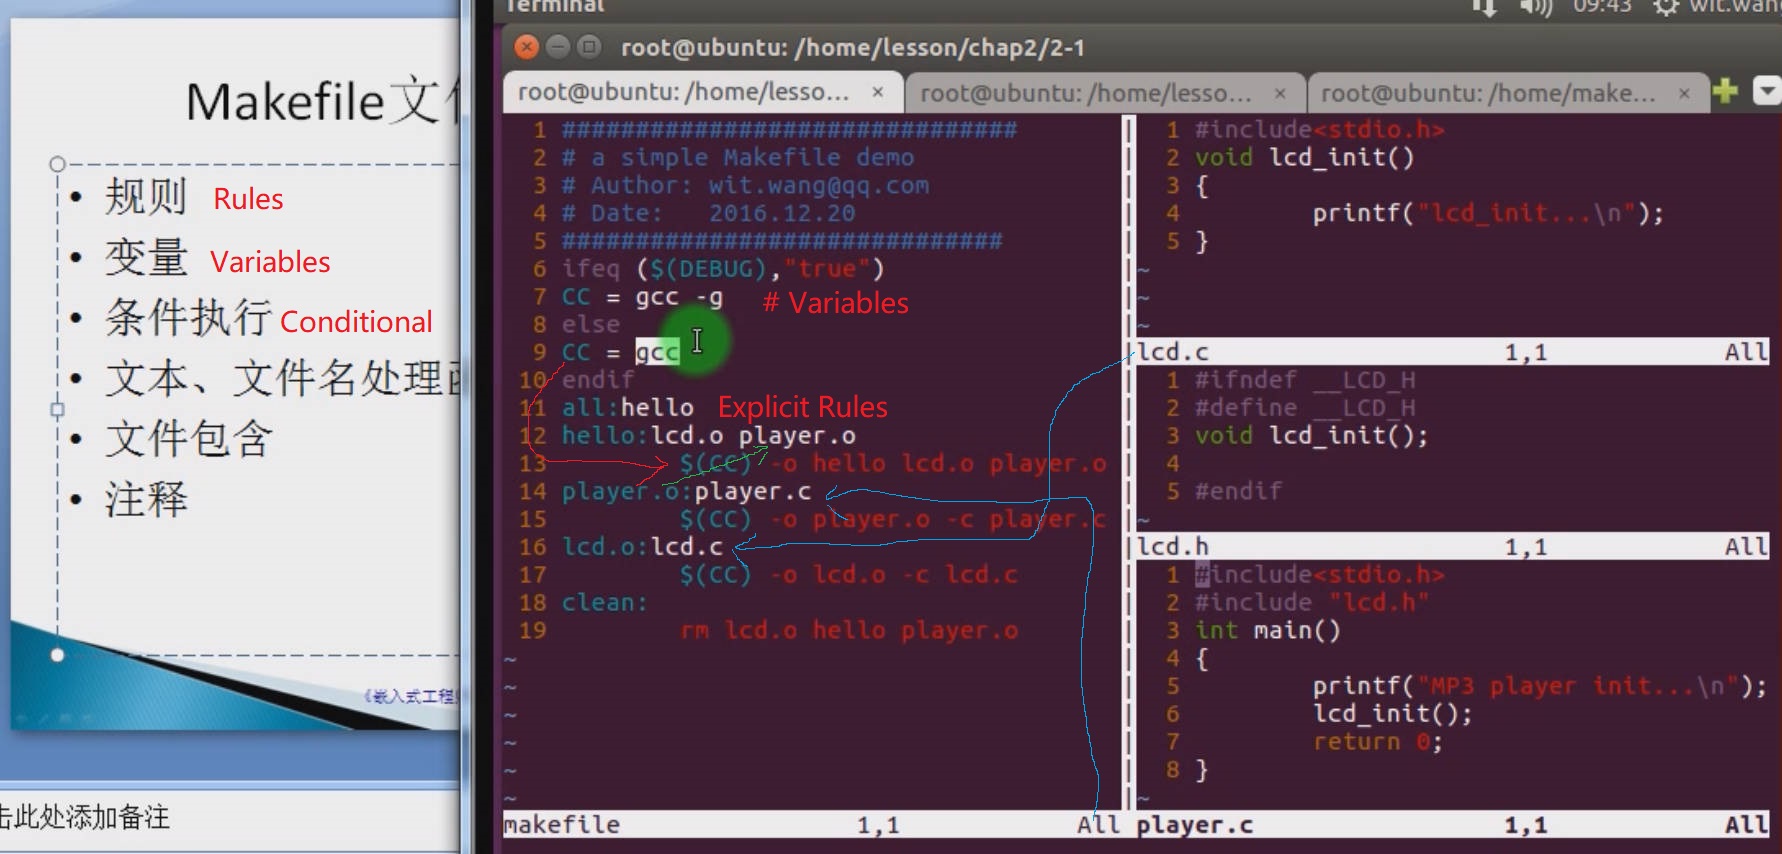 Makefile文
规则 Rules
变量 Variables
条件执行 Conditional
文本、文件名处理
文件包含
注释
《嵌入式工程
击此处添加备注
Terminal
09:43 wit.wang
root@ubuntu: /home/lesson/chap2/2-1
root@ubuntu: /home/lesso... ×
root@ubuntu: /home/lesso... ×
root@ubuntu: /home/make... ×
1 ###############################
2 # a simple Makefile demo
3 # Author: wit.wang@qq.com
4 # Date:   2016.12.20
5 ##############################
6 ifeq ($(DEBUG),"true")
7 CC = gcc -g # Variables
8 else
9 CC = gcc
10 endif
11 all:hello Explicit Rules
12 hello:lcd.o player.o
13         $(CC) -o hello lcd.o player.o
14 player.o:player.c
15         $(CC) -o player.o -c player.c
16 lcd.o:lcd.c
17         $(CC) -o lcd.o -c lcd.c
18 clean:
19         rm lcd.o hello player.o
~
~
~
~
~
~
makefile 1,1 All
1 #include<stdio.h>
2 void lcd_init()
3 {
4         printf("lcd_init...\n");
5 }
~
~
~
lcd.c 1,1 All
1 #ifndef __LCD_H
2 #define __LCD_H
3 void lcd_init();
4
5 #endif
~
lcd.h 1,1 All
1 #include<stdio.h>
2 #include "lcd.h"
3 int main()
4 {
5         printf("MP3 player init...\n");
6         lcd_init();
7         return 0;
8 }
~
player.c 1,1 All